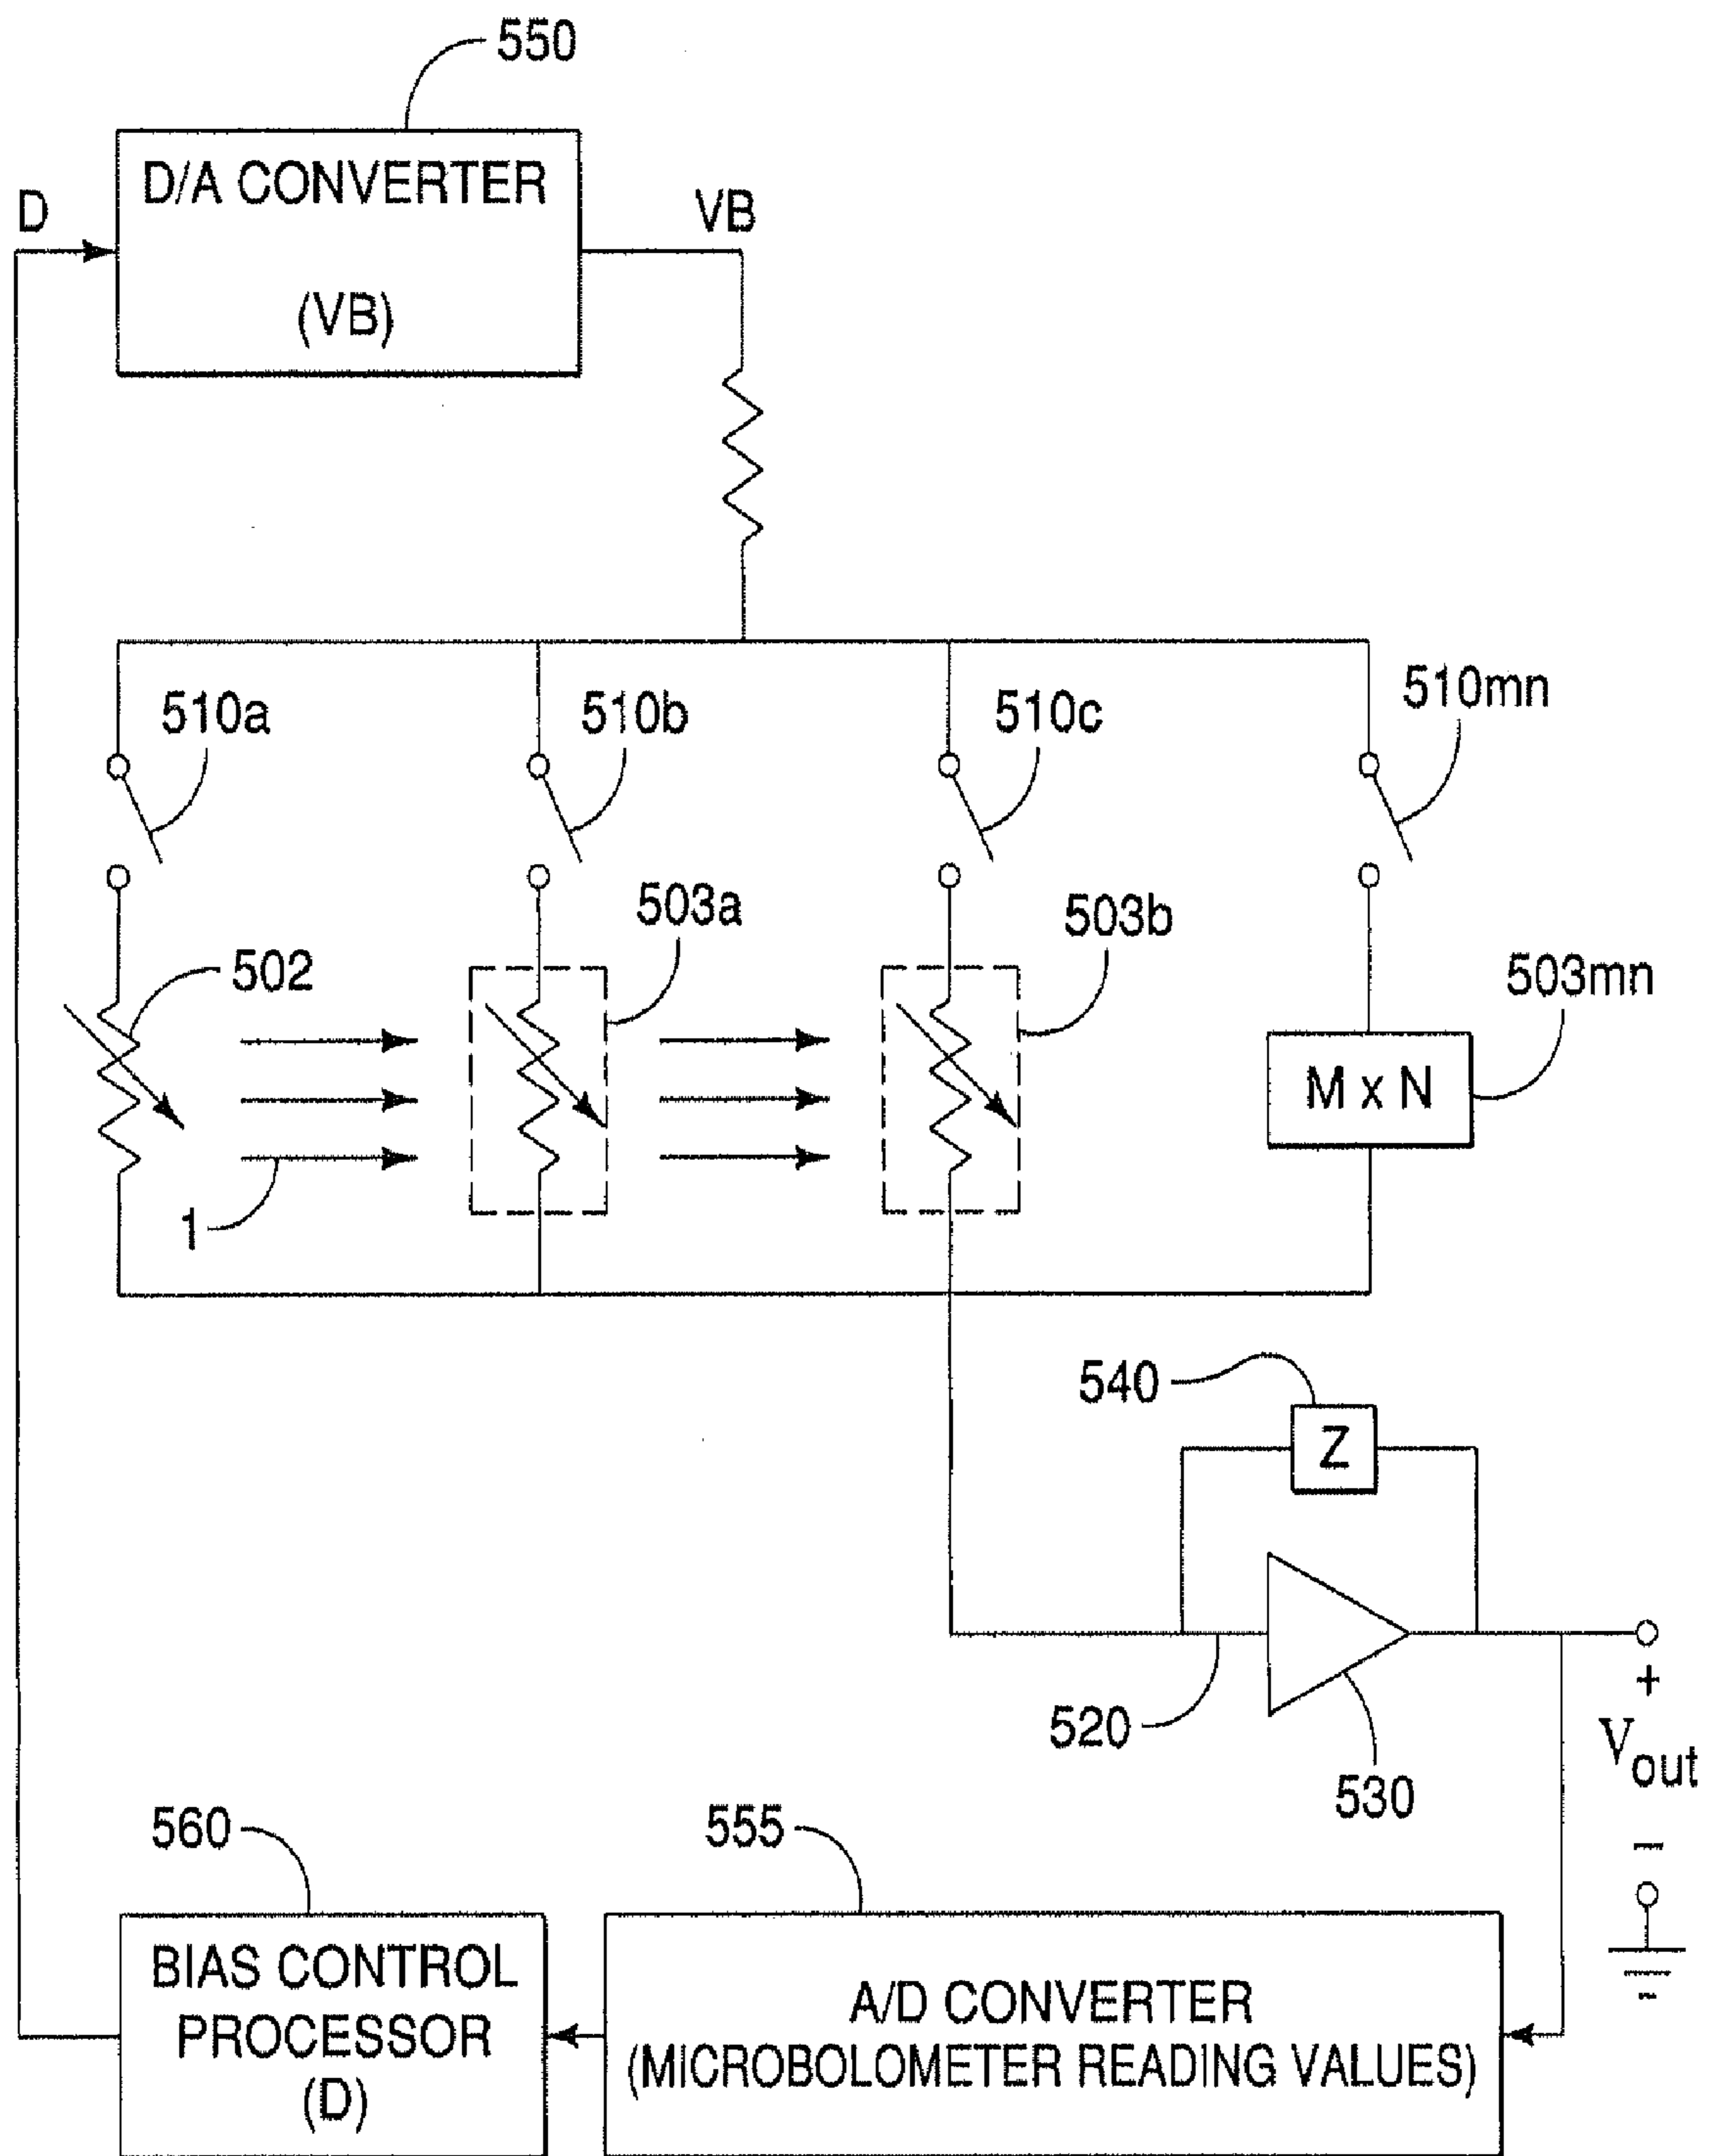 550
D/A CONVERTER
(VB)
D
VB
510a
510b
510c
510mn
502
503a
503b
503mn
M x N
1
540
Z
520
530
+
Vout
−
560
555
BIAS CONTROL
PROCESSOR
(D)
A/D CONVERTER
(MICROBOLOMETER READING VALUES)